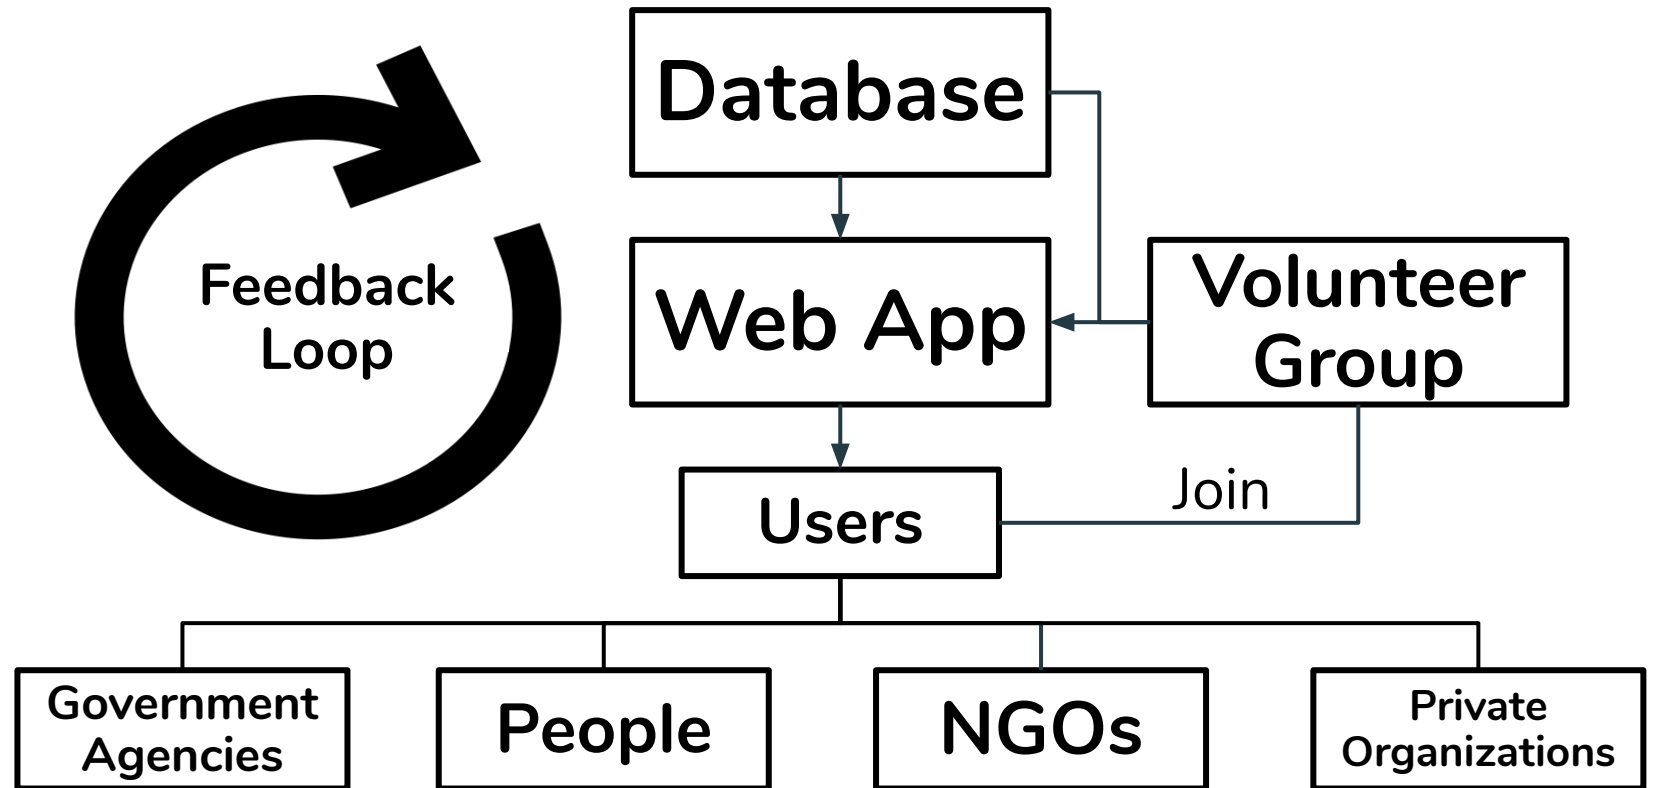 Database
Feedback
Loop
Web App
Volunteer
Group
Users
Join
Government
Agencies
People
NGOs
Private
Organizations